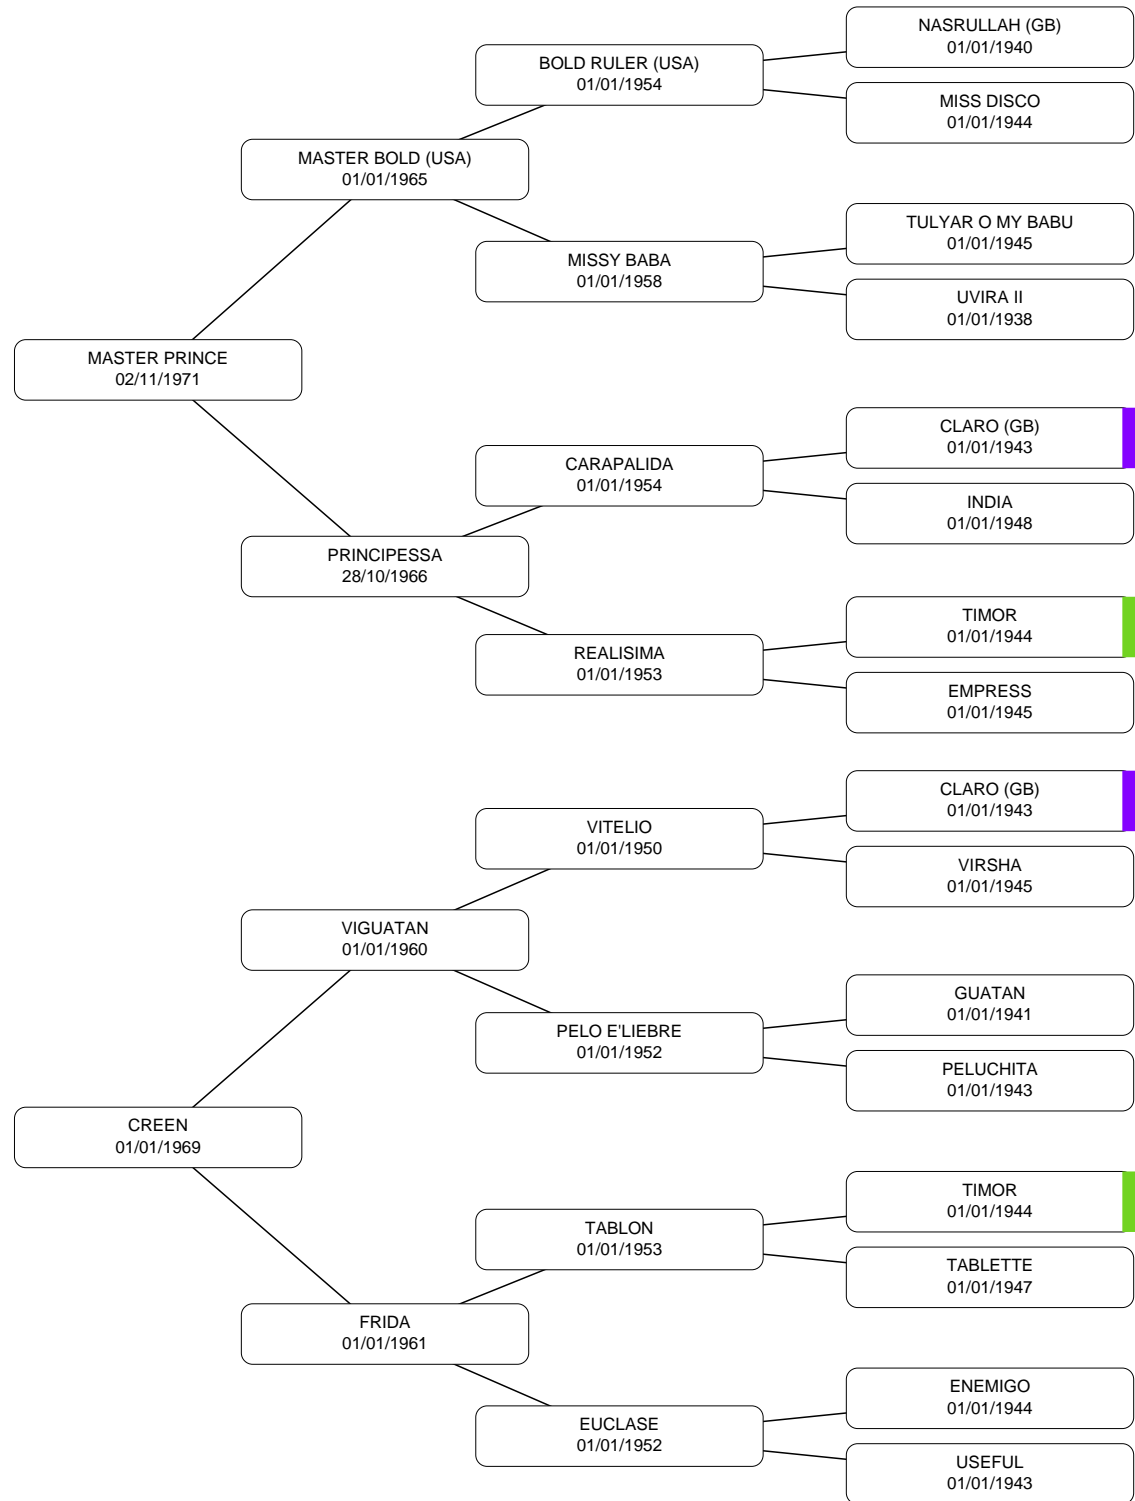 NASRULLAH (GB)
01/01/1940
BOLD RULER (USA)
01/01/1954
MISS DISCO
01/01/1944
MASTER BOLD (USA)
01/01/1965
TULYAR O MY BABU
01/01/1945
MISSY BABA
01/01/1958
UVIRA II
01/01/1938
MASTER PRINCE
02/11/1971
CLARO (GB)
01/01/1943
CARAPALIDA
01/01/1954
INDIA
01/01/1948
PRINCIPESSA
28/10/1966
TIMOR
01/01/1944
REALISIMA
01/01/1953
EMPRESS
01/01/1945
CLARO (GB)
01/01/1943
VITELIO
01/01/1950
VIRSHA
01/01/1945
VIGUATAN
01/01/1960
GUATAN
01/01/1941
PELO E'LIEBRE
01/01/1952
PELUCHITA
01/01/1943
CREEN
01/01/1969
TIMOR
01/01/1944
TABLON
01/01/1953
TABLETTE
01/01/1947
FRIDA
01/01/1961
ENEMIGO
01/01/1944
EUCLASE
01/01/1952
USEFUL
01/01/1943